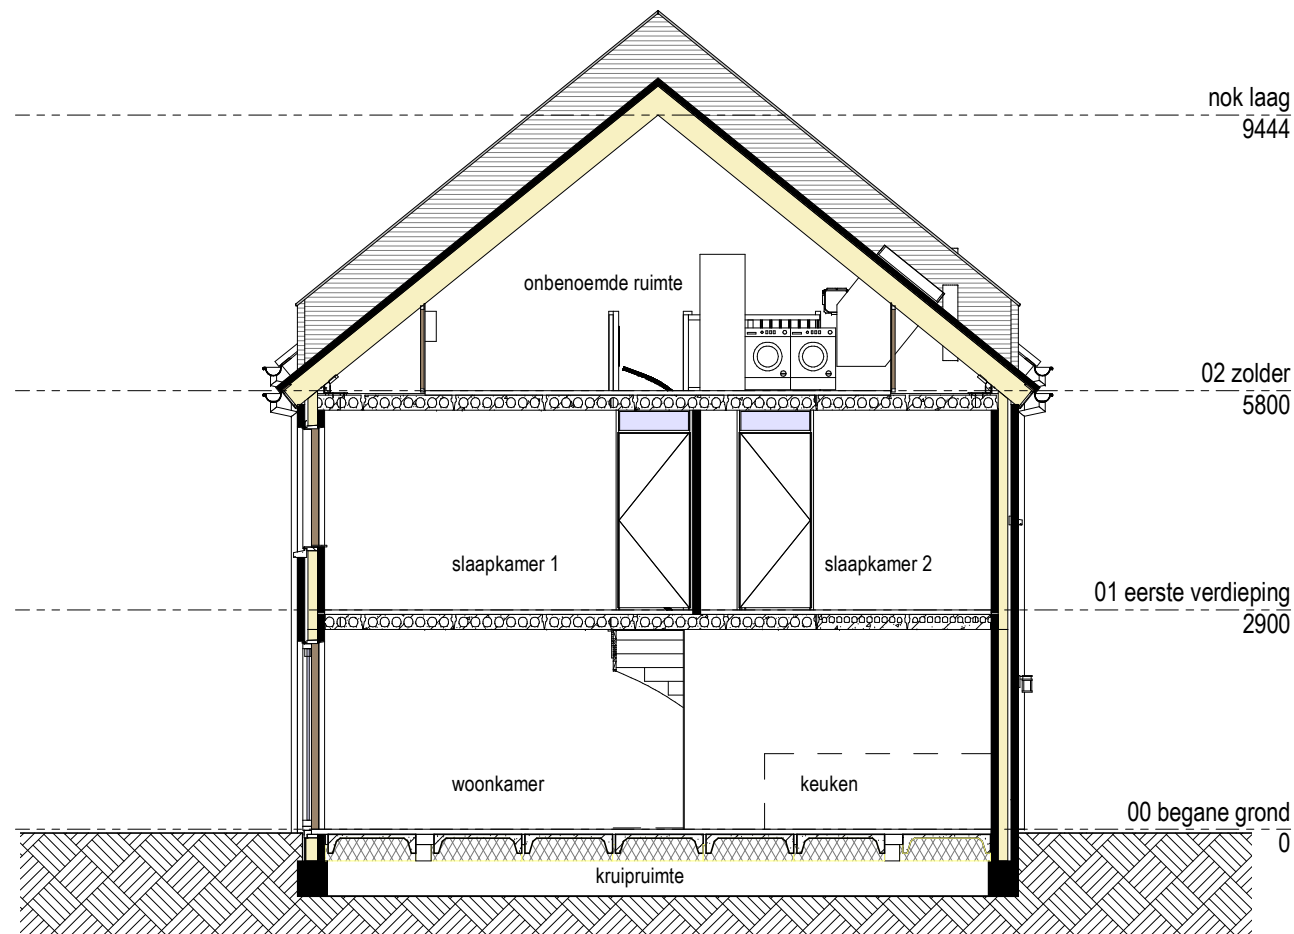 nok laag
9444
onbenoemde ruimte
02 zolder
5800
slaapkamer 1
slaapkamer 2
01 eerste verdieping
2900
woonkamer
keuken
00 begane grond
0
kruipruimte